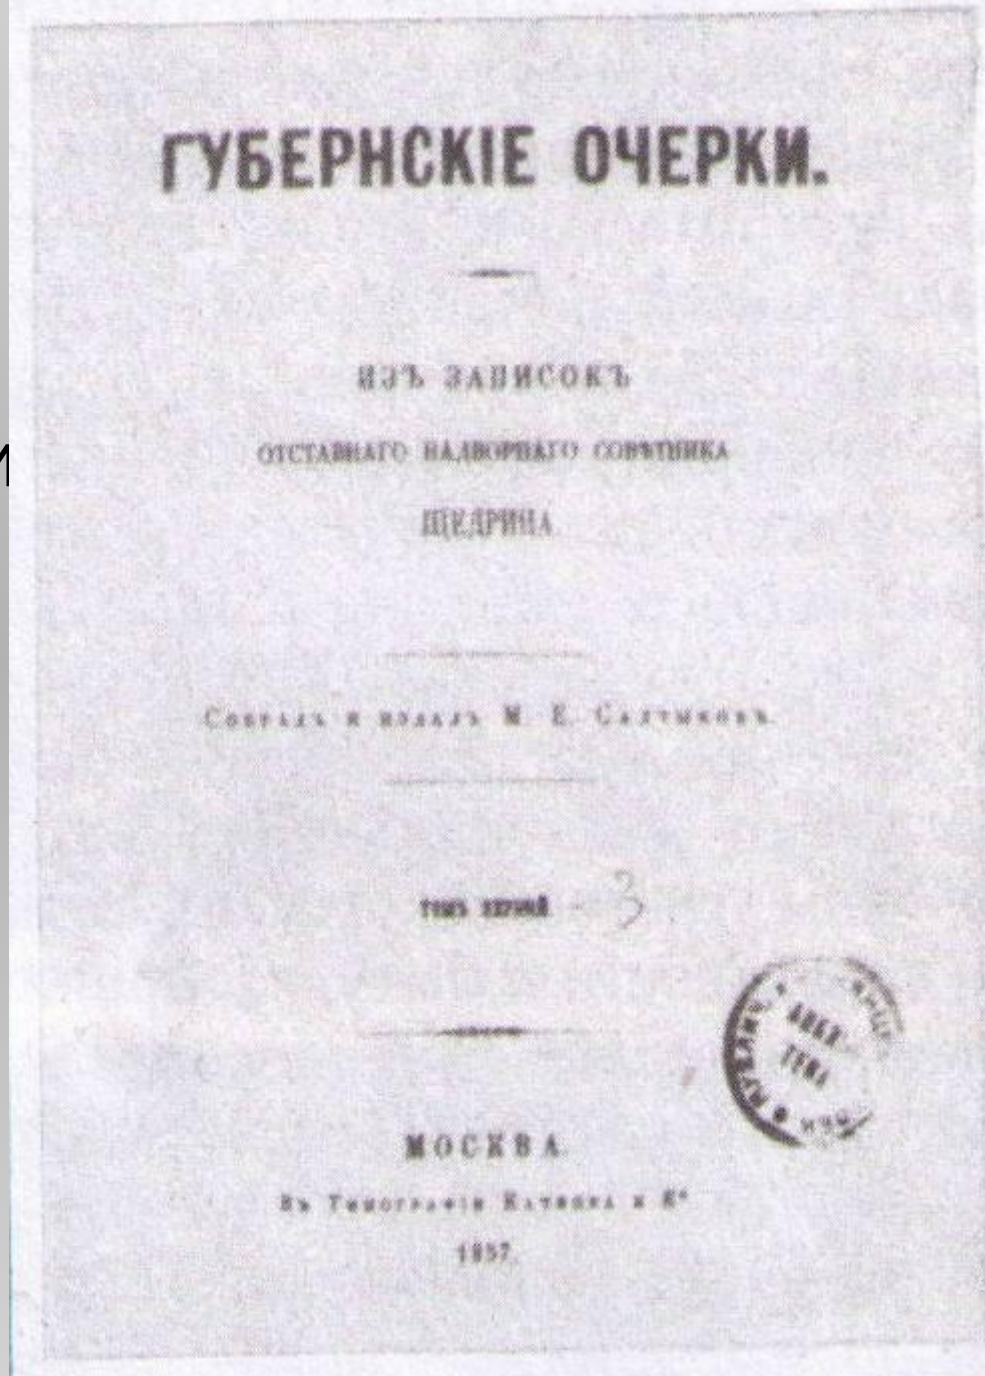 ГУБЕРНСКІЕ ОЧЕРКИ.
ИЗЪ ЗАПИСОКЪ
ОТСТАВНАГО НАДВОРНАГО СОВѢТНИКА
ЩЕДРИНА
Собралъ и издалъ М. Е. Салтыковъ.
ТОМЪ ПЕРВЫЙ - 3
МОСКВА.
Въ Типографіи Каткова и Кº
1857.